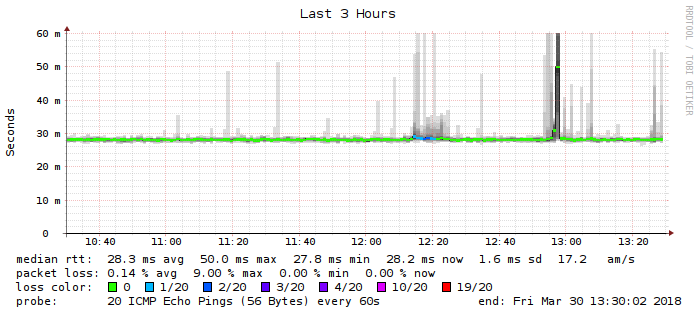 Last 3 Hours
RRDTOOL / TOBI OETIKER
Seconds
60 m
50 m
40 m
30 m
20 m
10 m
0
10:40 11:00 11:20 11:40 12:00 12:20 12:40 13:00 13:20
median rtt: 28.3 ms avg 50.0 ms max 27.8 ms min 28.2 ms now 1.6 ms sd 17.2 am/s
packet loss: 0.14 % avg 9.00 % max 0.00 % min 0.00 % now
loss color: 0 1/20 2/20 3/20 4/20 10/20 19/20
probe: 20 ICMP Echo Pings (56 Bytes) every 60s end: Fri Mar 30 13:30:02 2018